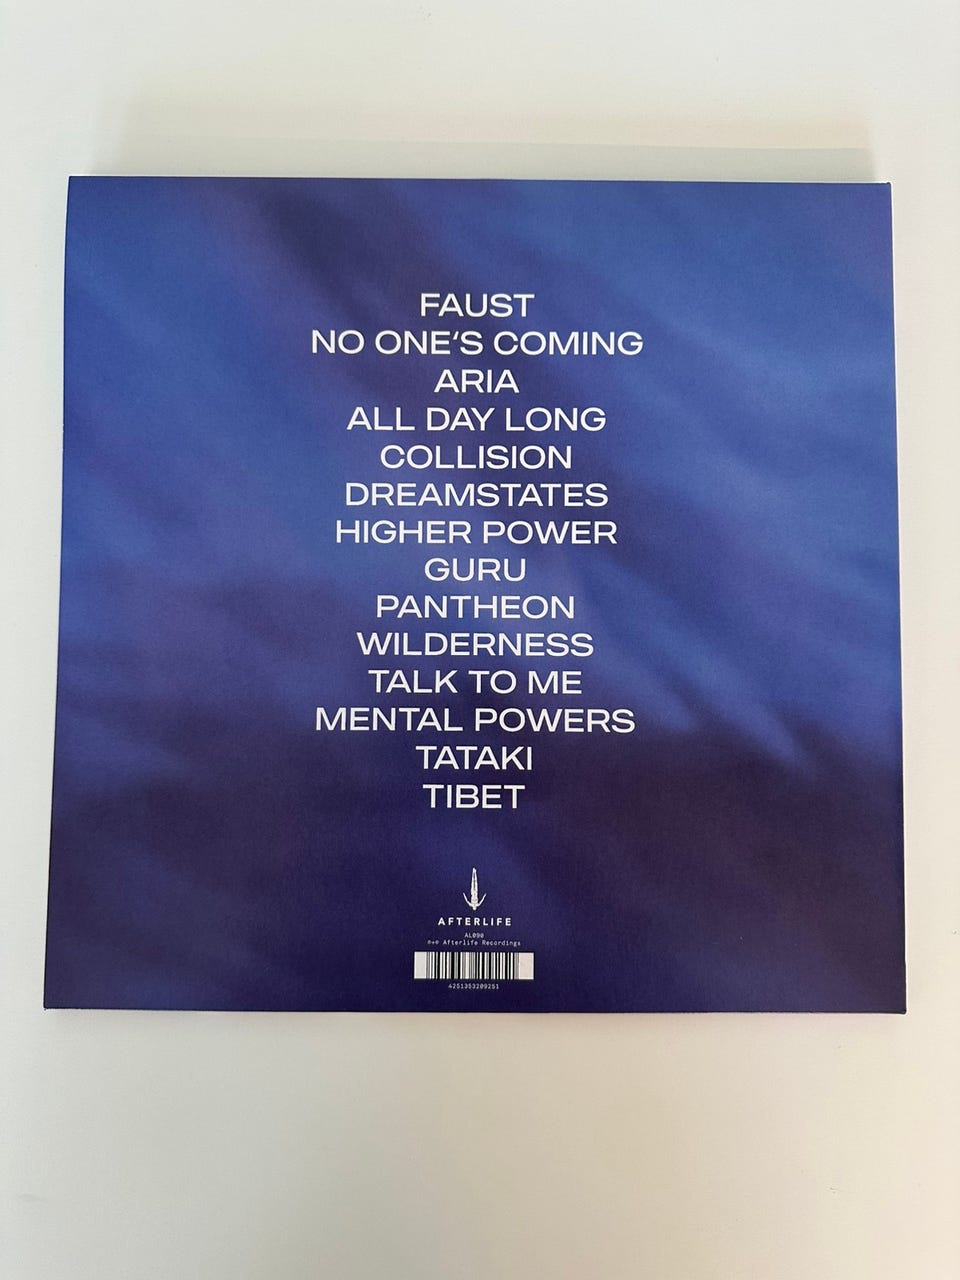 FAUST
NO ONE‘S COMING
ARIA
ALL DAY LONG
COLLISION
DREAMSTATES
HIGHER POWER
GURU
PANTHEON
WILDERNESS
TALK TO ME
MENTAL POWERS
TATAKI
TIBET
AFTERLIFE
AL090
℗+© Afterlife Recordings
4251353209251